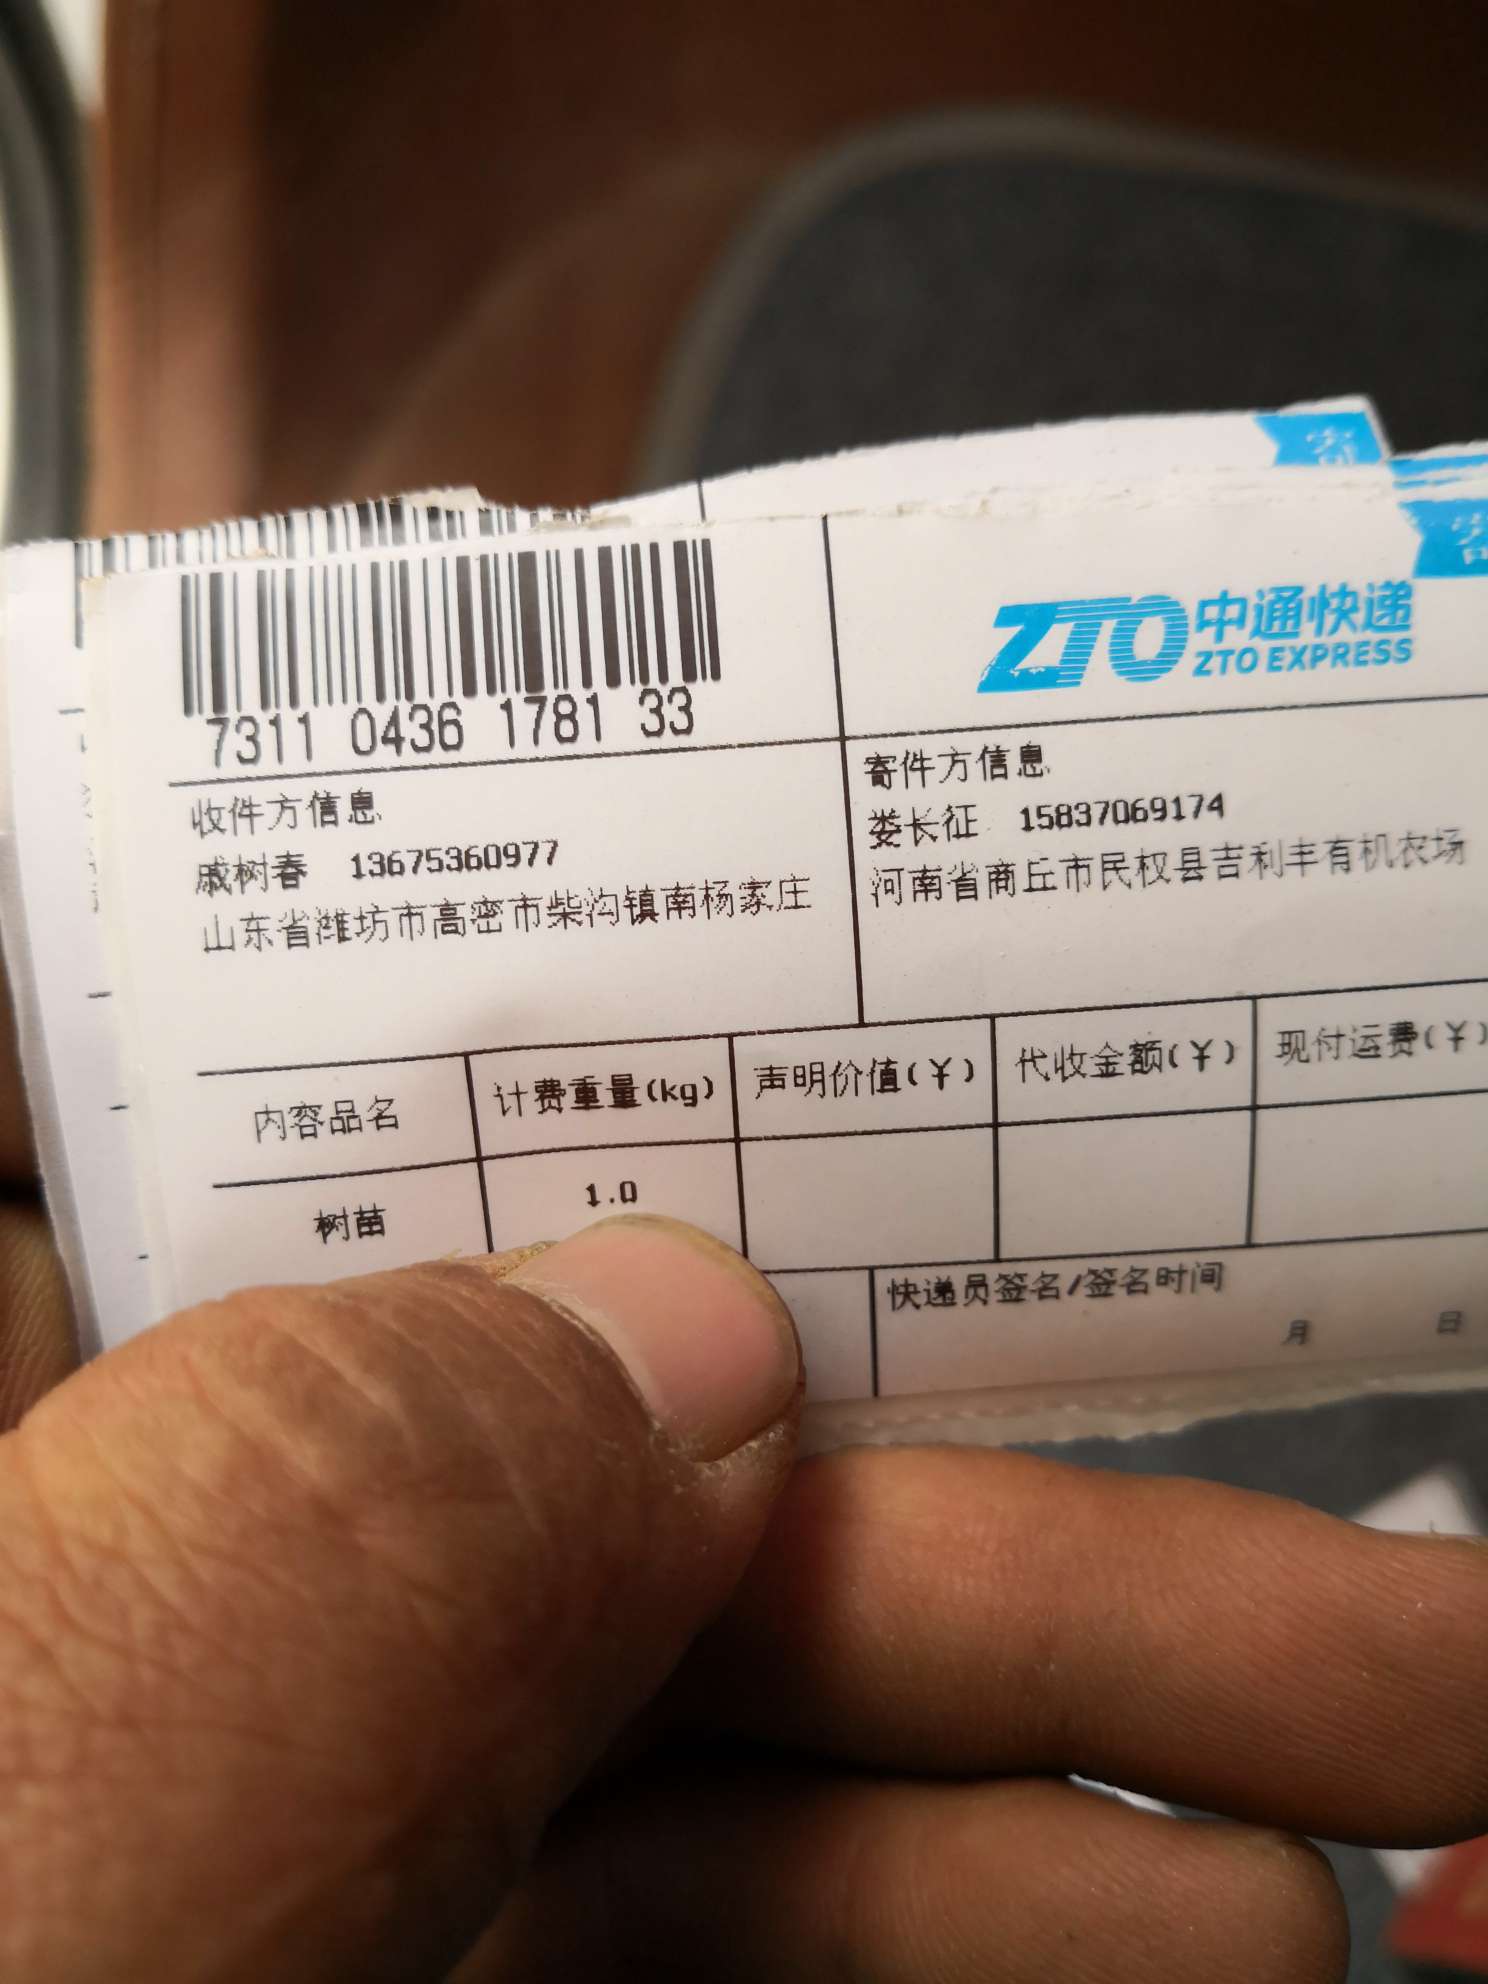 7311 0436 1781 33
中通快递
ZTO EXPRESS
收件方信息
戚树春 13675360977
山东省潍坊市高密市柴沟镇南杨家庄
寄件方信息
娄长征 15837069174
河南省商丘市民权县吉利丰有机农场
内容品名 计费重量(kg) 声明价值(¥) 代收金额(¥) 现付运费(¥)
树苗 1.0
快递员签名/签名时间
月 日